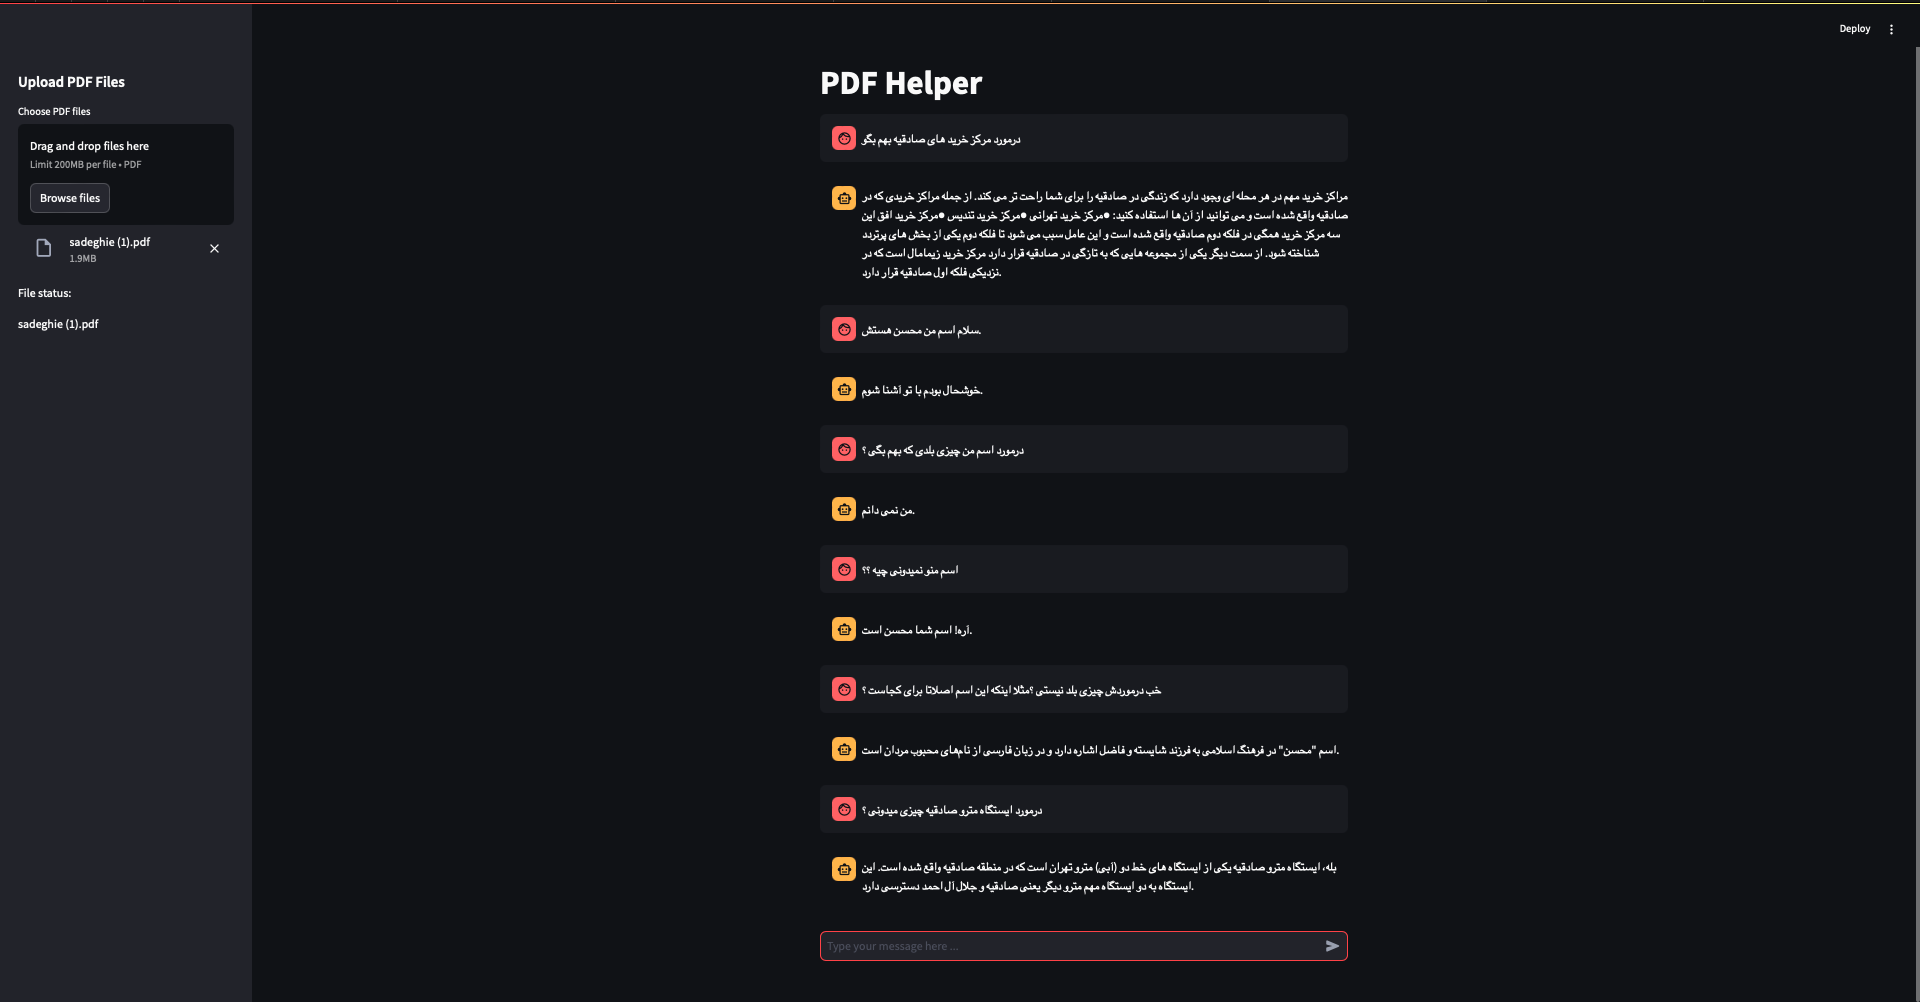 Deploy
Upload PDF Files
Choose PDF files
Drag and drop files here
Limit 200MB per file • PDF
Browse files
sadeghie (1).pdf
1.9MB
File status:
sadeghie (1).pdf
PDF Helper
درمورد مرکز خرید های صادقیه بهم بگو
مراکز خرید مهم در هر محله ای وجود دارد که زندگی در صادقیه را برای شما راحت تر می کند. از جمله مراکز خریدی که در
صادقیه واقع شده است و می توانید از آن ها استفاده کنید: ●مرکز خرید تهرانی ●مرکز خرید تندیس ●مرکز خرید افق این
سه مرکز خرید همگی در فلکه دوم صادقیه واقع شده است و این عامل سبب می شود تا فلکه دوم یکی از بخش های پرتردد
شناخته شود. از سمت دیگر یکی از مجموعه هایی که به تازگی در صادقیه قرار دارد مرکز خرید زیمامال است که در
نزدیکی فلکه اول صادقیه قرار دارد.
سلام اسم من محسن هستش.
خوشحال بودم با تو آشنا شوم.
درمورد اسم من چیزی بلدی که بهم بگی ؟
من نمی دانم.
اسم منو نمیدونی چیه ؟؟
آره! اسم شما محسن است.
خب درموردش چیزی بلد نیستی ؟مثلا اینکه این اسم اصلاتا برای کجاست ؟
اسم "محسن" در فرهنگ اسلامی به فرزند شایسته و فاضل اشاره دارد و در زبان فارسی از نام‌های محبوب مردان است.
درمورد ایستگاه مترو صادقیه چیزی میدونی ؟
بله، ایستگاه مترو صادقیه یکی از ایستگاه های خط دو (آبی) مترو تهران است که در منطقه صادقیه واقع شده است. این
ایستگاه به دو ایستگاه مهم مترو دیگر یعنی صادقیه و جلال آل احمد دسترسی دارد.
Type your message here ...